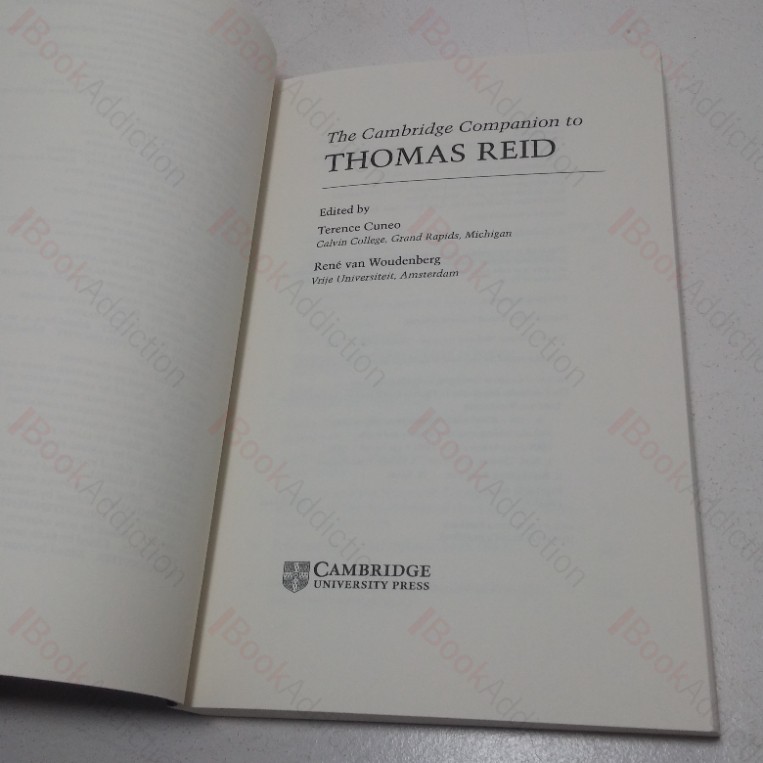 The Cambridge Companion to
THOMAS REID
Edited by
Terence Cuneo
Calvin College, Grand Rapids, Michigan
René van Woudenberg
Vrije Universiteit, Amsterdam
CAMBRIDGE
UNIVERSITY PRESS
BookAddiction